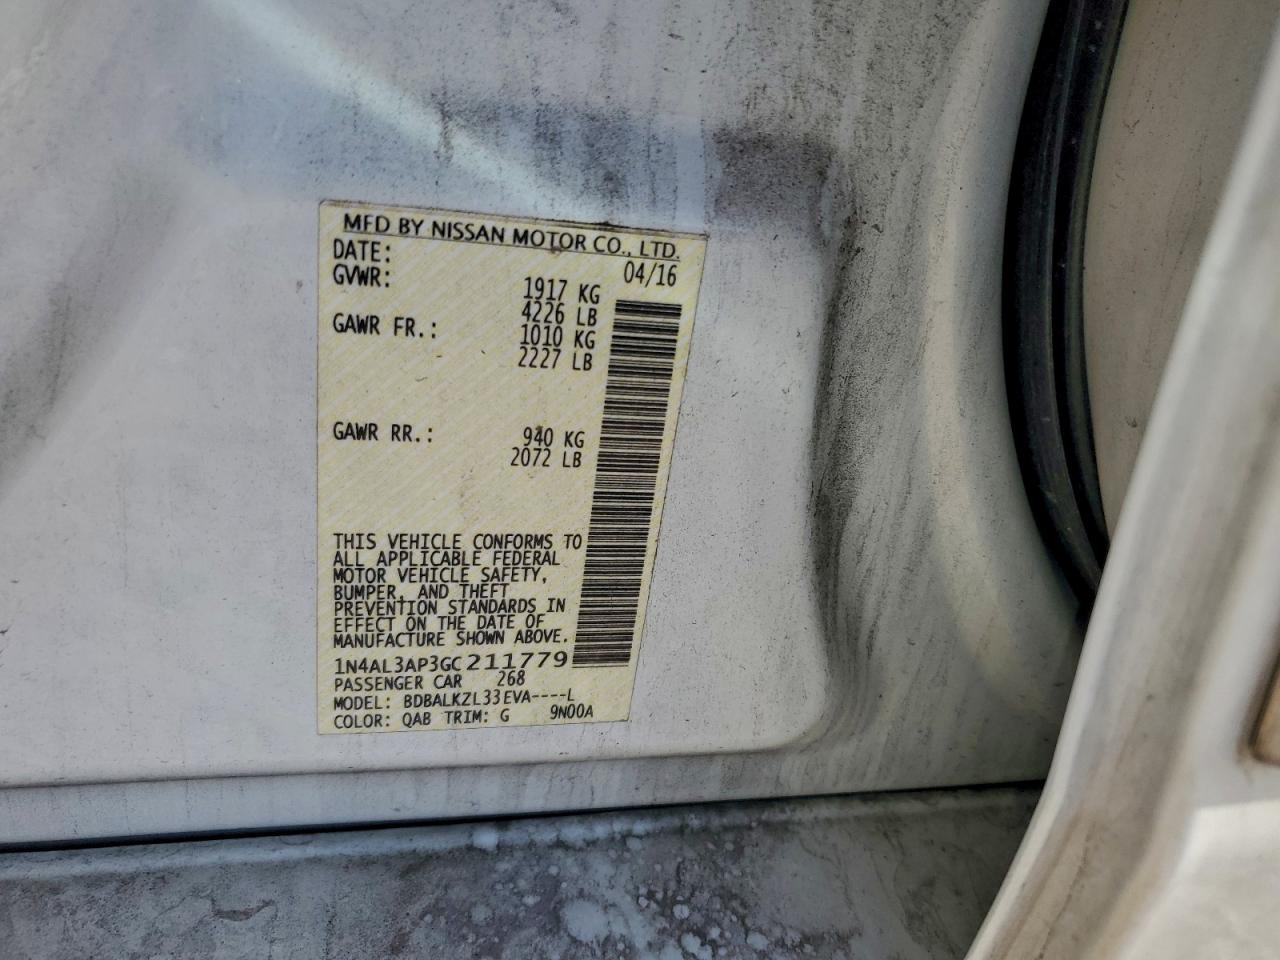 MFD BY NISSAN MOTOR CO., LTD.
DATE: 04/16
GVWR: 1917 KG
4226 LB
GAWR FR.: 1010 KG
2227 LB
GAWR RR.: 940 KG
2072 LB
THIS VEHICLE CONFORMS TO
ALL APPLICABLE FEDERAL
MOTOR VEHICLE SAFETY,
BUMPER, AND THEFT
PREVENTION STANDARDS IN
EFFECT ON THE DATE OF
MANUFACTURE SHOWN ABOVE.
1N4AL3AP3GC211779
PASSENGER CAR 268
MODEL: BDBALKZL33EVA----L
COLOR: QAB TRIM: G 9N00A